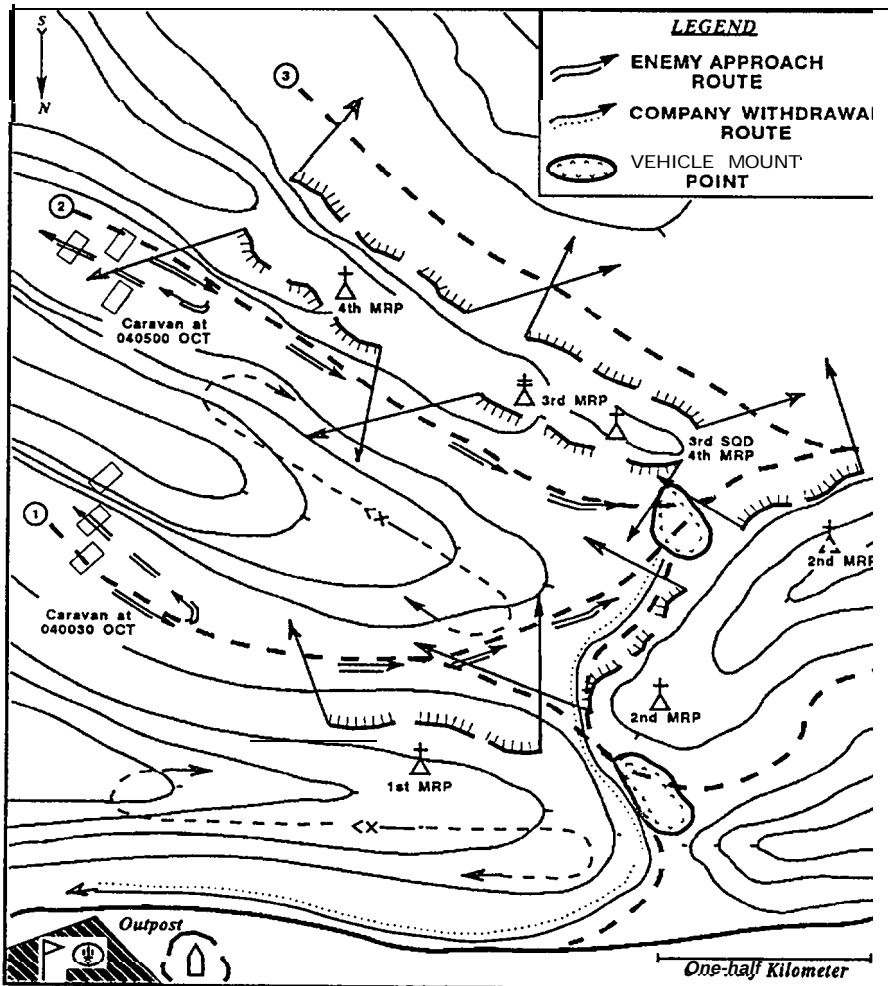 S
N
LEGEND
ENEMY APPROACH
ROUTE
COMPANY WITHDRAWAL
ROUTE
VEHICLE MOUNT
POINT
3
2
4th MRP
Caravan at
040500 OCT
3rd MRP
3rd SQD
4th MRP
1
<x
2nd MRP
Caravan at
040030 OCT
2nd MRP
1st MRP
<x
Outpost
One-half Kilometer